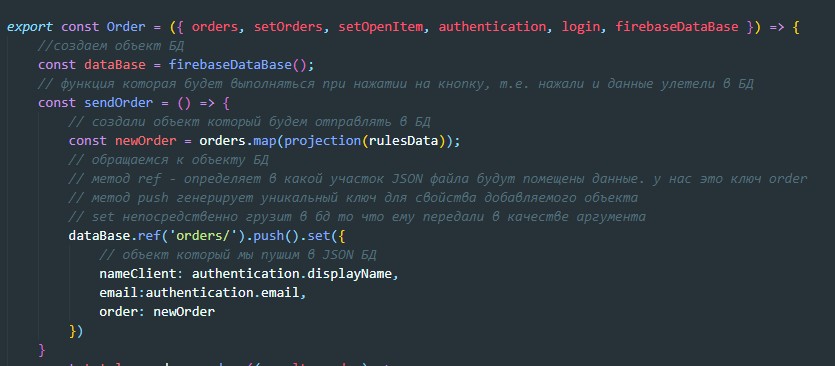 export const Order = ({ orders, setOrders, setOpenItem, authentication, login, firebaseDataBase }) => {
//создаем объект БД
const dataBase = firebaseDataBase();
// функция которая будет выполняться при нажатии на кнопку, т.е. нажали и данные улетели в БД
const sendOrder = () => {
// создали объект который будем отправлять в БД
const newOrder = orders.map(projection(rulesData));
// обращаемся к объекту БД
// метод ref - определяет в какой участок JSON файла будут помещены данные. у нас это ключ order
// метод push генерирует уникальный ключ для свойства добавляемого объекта
// set непосредственно грузит в бд то что ему передали в качестве аргумента
dataBase.ref('orders/').push().set({
// объект который мы пушим в JSON БД
nameClient: authentication.displayName,
email:authentication.email,
order: newOrder
})
}